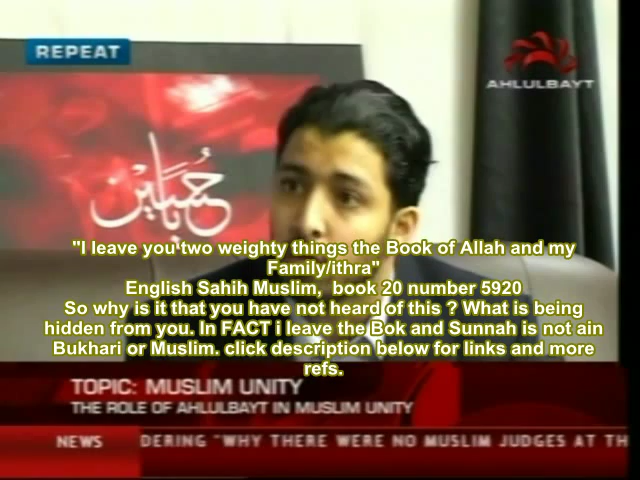 REPEAT
AHLULBAYT
يا حسين
"I leave you two weighty things the Book of Allah and my
Family/ithra"
English Sahih Muslim,  book 20 number 5920
So why is it that you have not heard of this ? What is being
hidden from you. In FACT i leave the Bok and Sunnah is not ain
Bukhari or Muslim. click description below for links and more
refs.
TOPIC: MUSLIM UNITY
THE ROLE OF AHLULBAYT IN MUSLIM UNITY
NEWS
DERING "WHY THERE WERE NO MUSLIM JUDGES AT TH